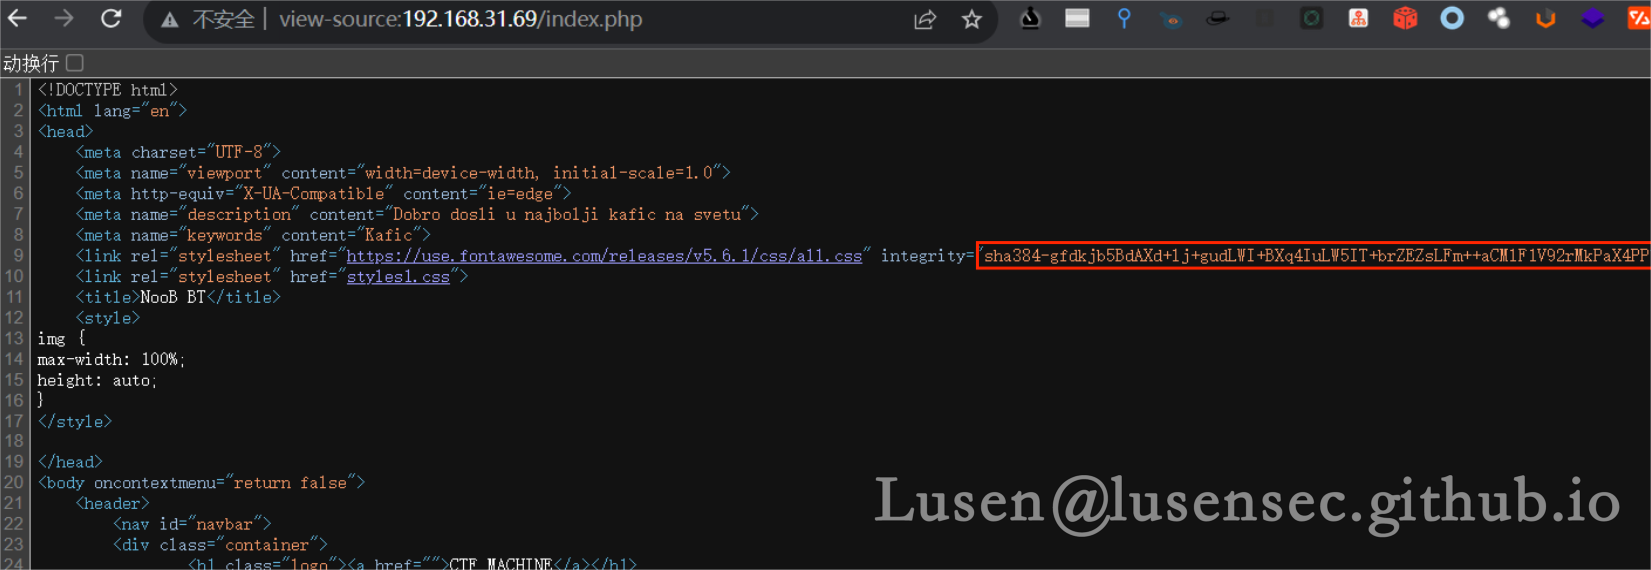 不安全 | view-source:192.168.31.69/index.php
动换行
1 <!DOCTYPE html>
2 <html lang="en">
3 <head>
4 <meta charset="UTF-8">
5 <meta name="viewport" content="width=device-width, initial-scale=1.0">
6 <meta http-equiv="X-UA-Compatible" content="ie=edge">
7 <meta name="description" content="Dobro dosli u najbolji kafic na svetu">
8 <meta name="keywords" content="Kafic">
9 <link rel="stylesheet" href="https://use.fontawesome.com/releases/v5.6.1/css/all.css" integrity="sha384-gfdkjb5BdAXd+lj+gudLWI+BXq4IuLW5IT+brZEZsLFm++aCMlF1V92rMkPaX4PP
10 <link rel="stylesheet" href="styles1.css">
11 <title>NooB BT</title>
12 <style>
13 img {
14 max-width: 100%;
15 height: auto;
16 }
17 </style>
18
19 </head>
20 <body oncontextmenu="return false">
21 <header>
22 <nav id="navbar">
23 <div class="container">
24 <h1 class="logo"><a href="">CTF MACHINE</a></h1>
Lusen@lusensec.github.io